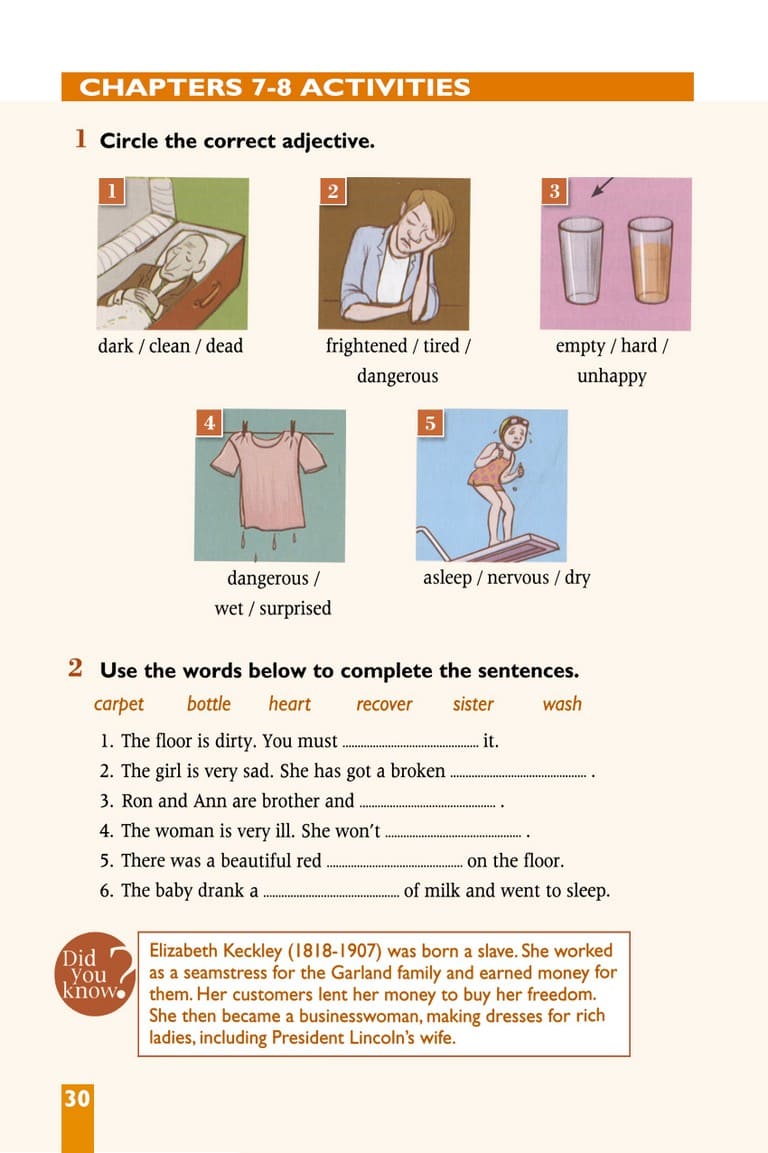 CHAPTERS 7-8 ACTIVITIES
1 Circle the correct adjective.
1
2
3
dark / clean / dead
frightened / tired /
dangerous
empty / hard /
unhappy
4
5
dangerous /
wet / surprised
asleep / nervous / dry
2 Use the words below to complete the sentences.
carpet bottle heart recover sister wash
1. The floor is dirty. You must ............................................. it.
2. The girl is very sad. She has got a broken ............................................. .
3. Ron and Ann are brother and ............................................. .
4. The woman is very ill. She won't ............................................. .
5. There was a beautiful red ............................................. on the floor.
6. The baby drank a ............................................. of milk and went to sleep.
Did
you
know?
Elizabeth Keckley (1818-1907) was born a slave. She worked
as a seamstress for the Garland family and earned money for
them. Her customers lent her money to buy her freedom.
She then became a businesswoman, making dresses for rich
ladies, including President Lincoln's wife.
30